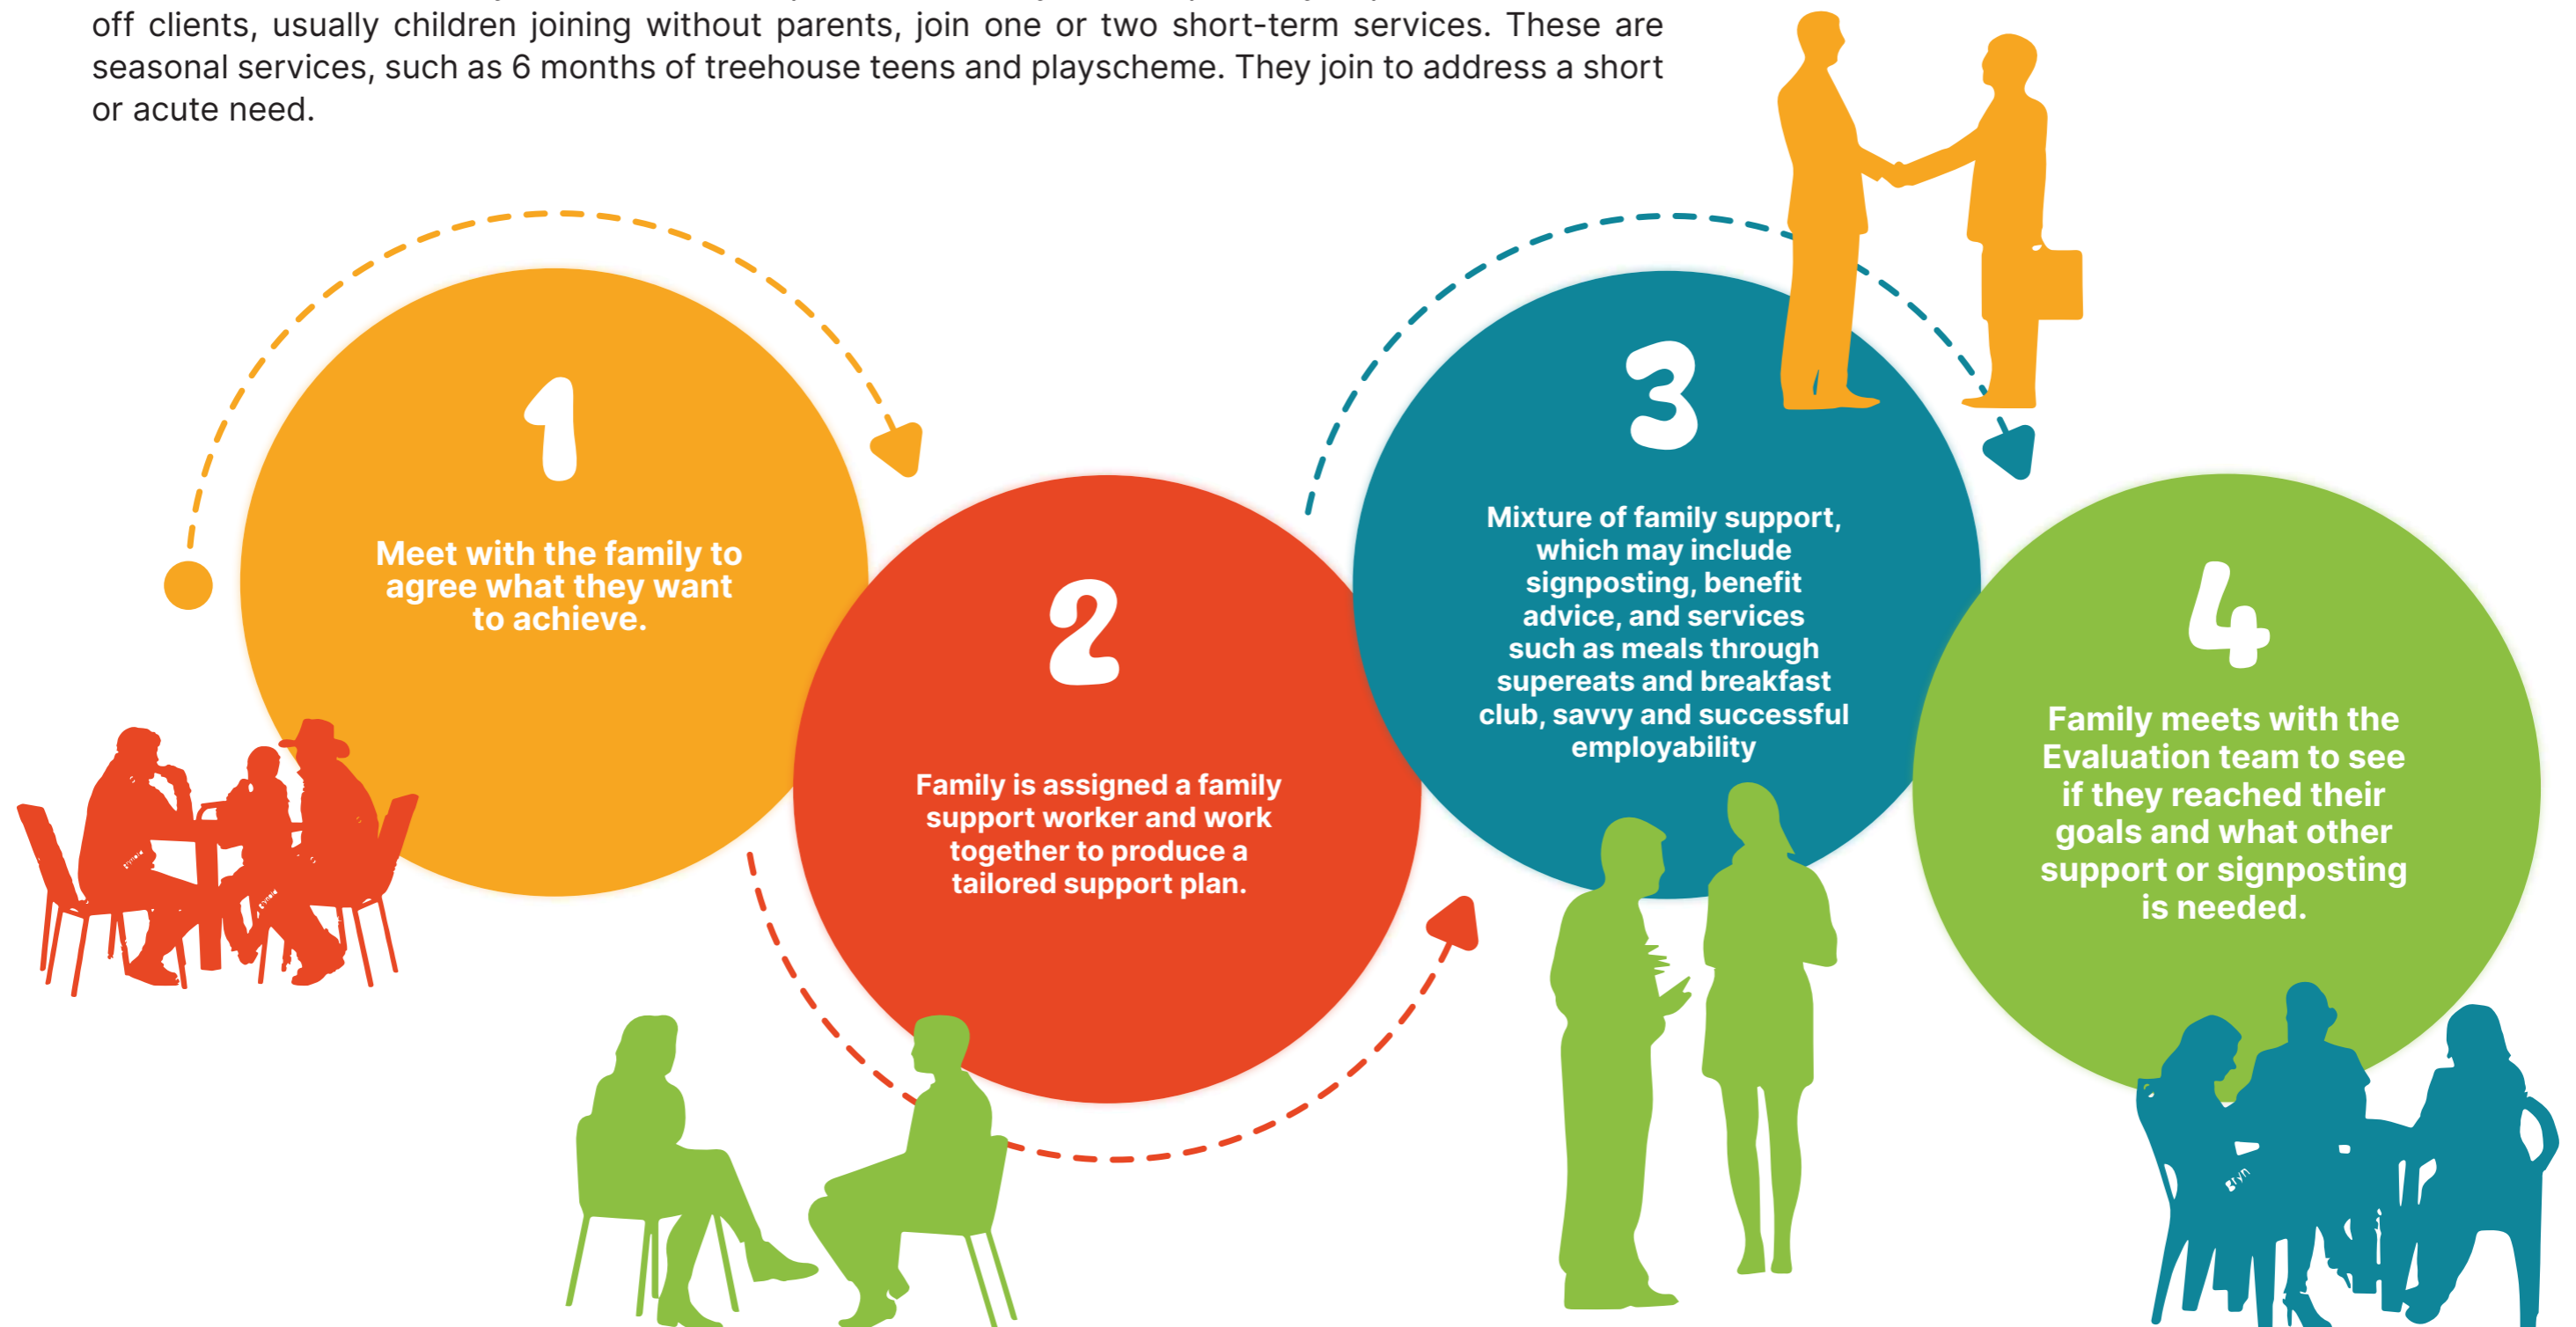 off clients, usually children joining without parents, join one or two short-term services. These are
seasonal services, such as 6 months of treehouse teens and playscheme. They join to address a short
or acute need.
1
Meet with the family to
agree what they want
to achieve.
2
Family is assigned a family
support worker and work
together to produce a
tailored support plan.
3
Mixture of family support,
which may include
signposting, benefit
advice, and services
such as meals through
supereats and breakfast
club, savvy and successful
employability
4
Family meets with the
Evaluation team to see
if they reached their
goals and what other
support or signposting
is needed.